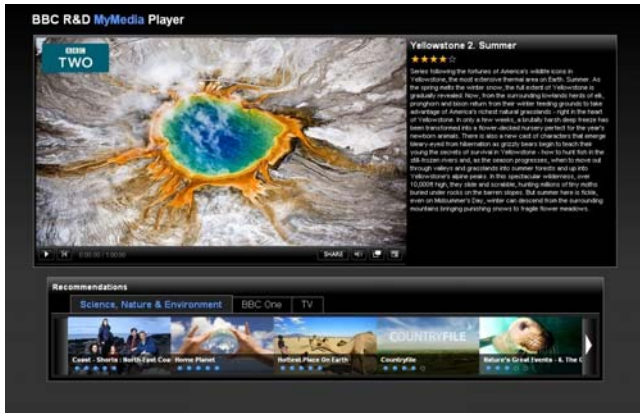 BBC R&D MyMedia Player
BBC
TWO
Yellowstone 2. Summer
Series following the fortunes of America's wildlife icons in
Yellowstone, the most extensive thermal area on Earth. Summer. As
the spring melts the winter snow, the full extent of Yellowstone is
gradually revealed. Now, from the surrounding lowlands herds of elk,
pronghorn and bison return from their winter feeding grounds to take
advantage of America's richest natural grasslands - right in the heart
of Yellowstone. In only a few weeks, a brutally harsh deep freeze has
been transformed into a flower-decked nursery perfect for the year's
newborn animals. There is also a new cast of characters that emerge
bleary-eyed from hibernation as grizzly bears begin to teach their
young the secrets of survival in Yellowstone - how to hunt fish in the
still-frozen rivers and, as the season progresses, when to move out
through valleys and grasslands into summer forests and up into
Yellowstone's alpine peaks. In this spectacular wilderness, over
10,000ft high, they slide and scramble, hunting millions of tiny moths
buried under rocks on the barren slopes. But summer here is fickle,
even on Midsummer's Day, winter can descend from the surrounding
mountains bringing punishing snows to fragile flower meadows.
0:00:00 / 1:00:00
SHARE
Recommendations
Science, Nature & Environment
BBC One
TV
COUNTRYFILE
Coast - Shorts : North East Coa
Home Planet
Hottest Place On Earth
Countryfile
Nature's Great Events - 6. The G